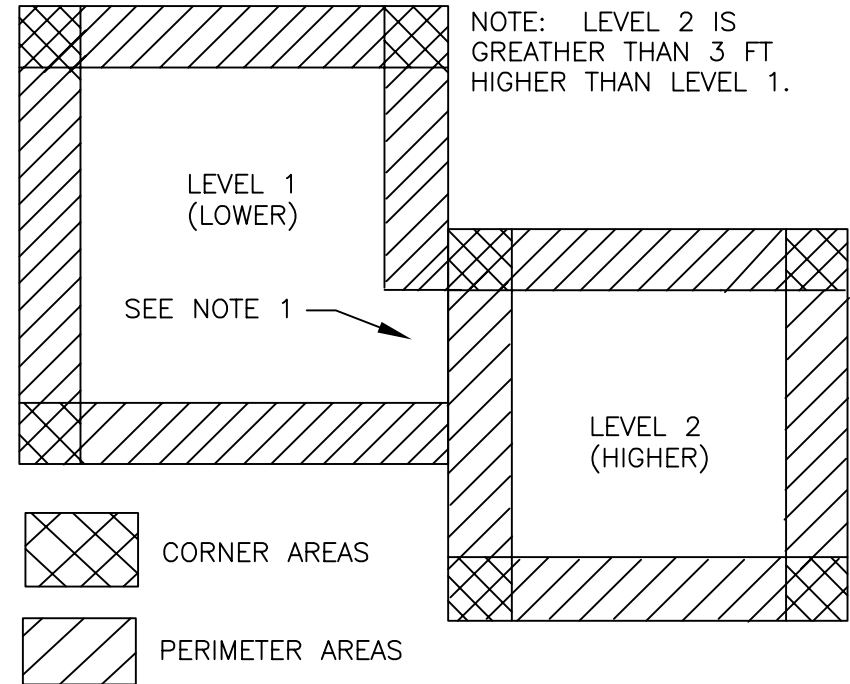 NOTE: LEVEL 2 IS
GREATHER THAN 3 FT
HIGHER THAN LEVEL 1.
LEVEL 1
(LOWER)
SEE NOTE 1
LEVEL 2
(HIGHER)
CORNER AREAS
PERIMETER AREAS